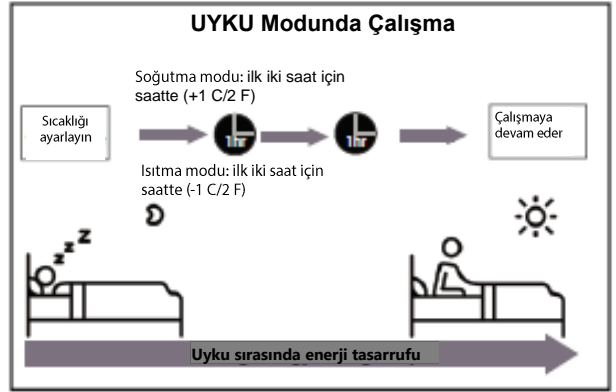 UYKU Modunda Çalışma
Soğutma modu: ilk iki saat için
saatte (+1 C/2 F)
Sıcaklığı
ayarlayın
1hr
1hr
Çalışmaya
devam eder
Isıtma modu: ilk iki saat için
saatte (-1 C/2 F)
z z Z
Uyku sırasında enerji tasarrufu